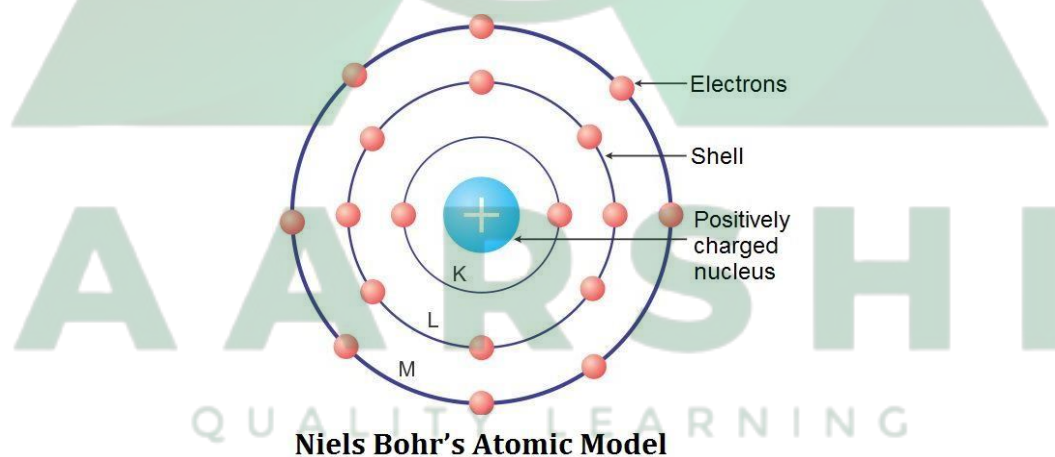 Electrons
Shell
Positively
charged
nucleus
+
K
L
M
AARSHI
QUALITY LEARNING
Niels Bohr's Atomic Model